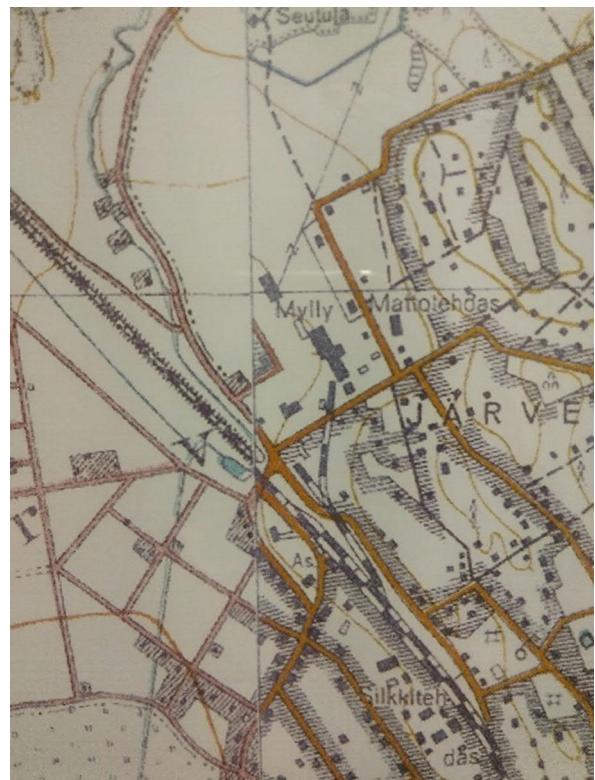 Seutula
Mylly
Mattotehdas
JÄRVE
r
As.
Silkkiteh
das